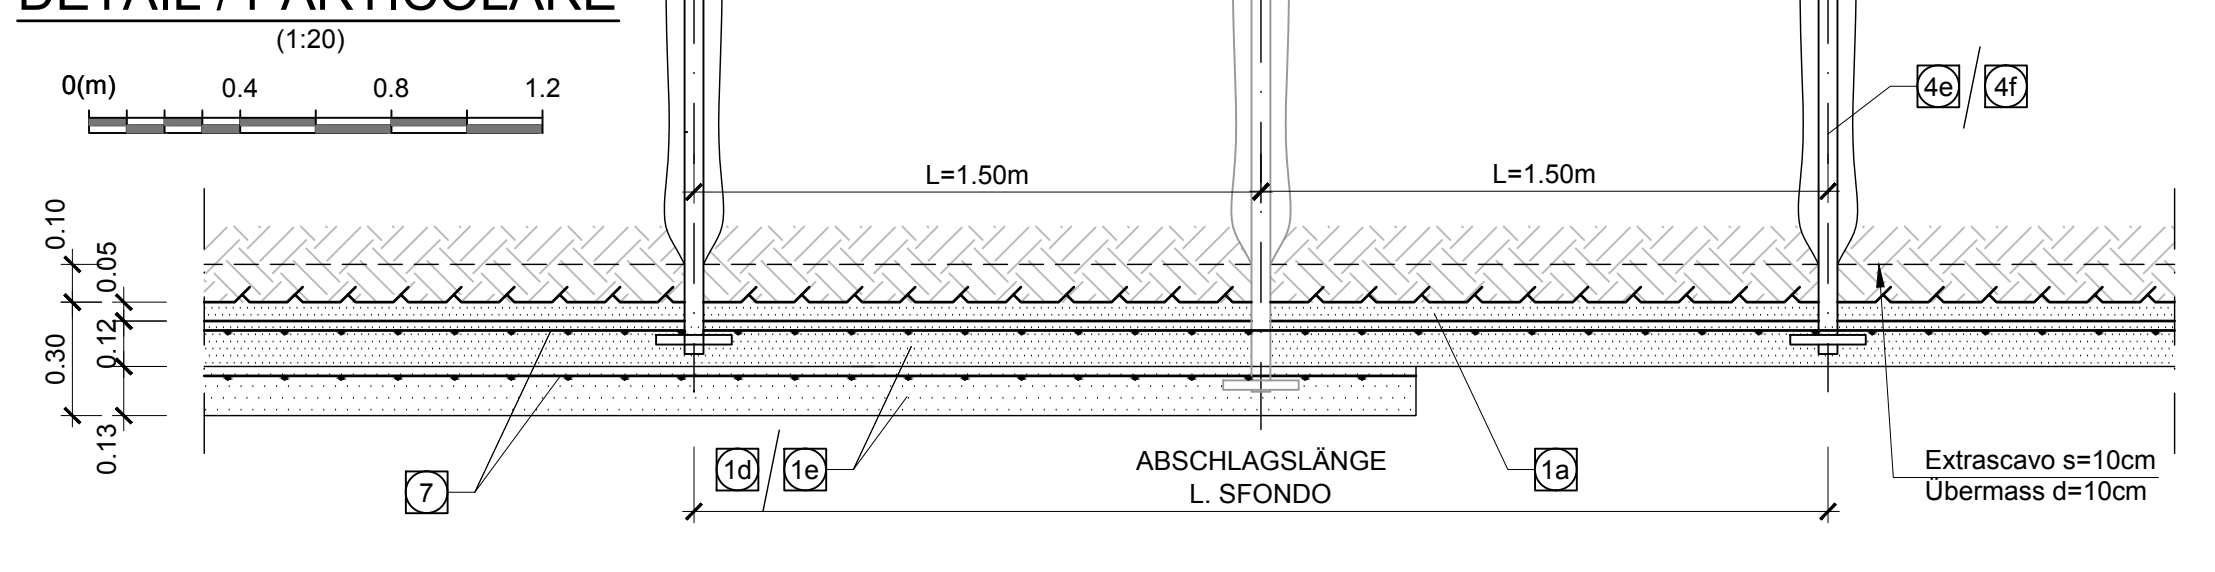 DETAIL / PARTICOLARE
(1:20)
0(m) 0.4 0.8 1.2
4e / 4f
L=1.50m L=1.50m
0.10
0.05
0.12
0.30
0.13
7
1d / 1e
ABSCHLAGSLÄNGE
L. SFONDO
1a
Extrascavo s=10cm
Übermass d=10cm